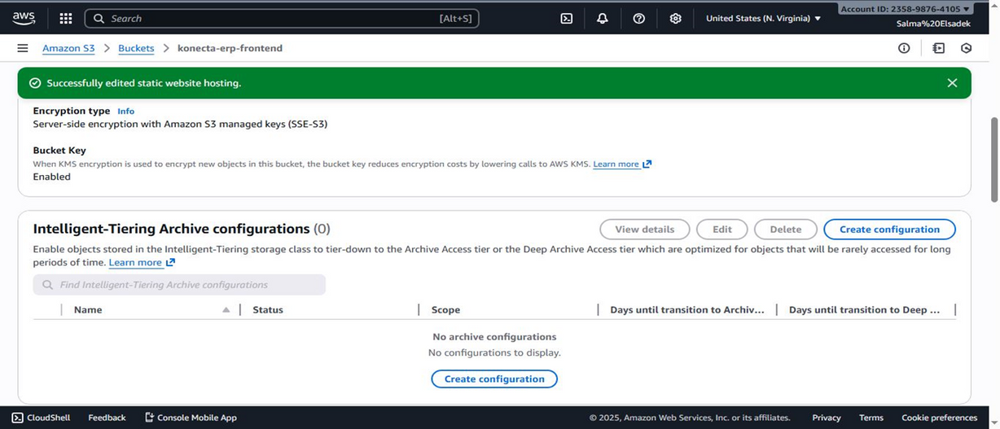 aws
Search [Alt+S]
United States (N. Virginia)
Account ID: 2358-9876-4105
Salma%20Elsadek
Amazon S3 > Buckets > konecta-erp-frontend
Successfully edited static website hosting.
Encryption type Info
Server-side encryption with Amazon S3 managed keys (SSE-S3)
Bucket Key
When KMS encryption is used to encrypt new objects in this bucket, the bucket key reduces encryption costs by lowering calls to AWS KMS. Learn more
Enabled
Intelligent-Tiering Archive configurations (0)
View details Edit Delete Create configuration
Enable objects stored in the Intelligent-Tiering storage class to tier-down to the Archive Access tier or the Deep Archive Access tier which are optimized for objects that will be rarely accessed for long
periods of time. Learn more
Find Intelligent-Tiering Archive configurations
Name Status Scope Days until transition to Archiv... Days until transition to Deep ...
No archive configurations
No configurations to display.
Create configuration
CloudShell Feedback Console Mobile App © 2025, Amazon Web Services, Inc. or its affiliates. Privacy Terms Cookie preferences